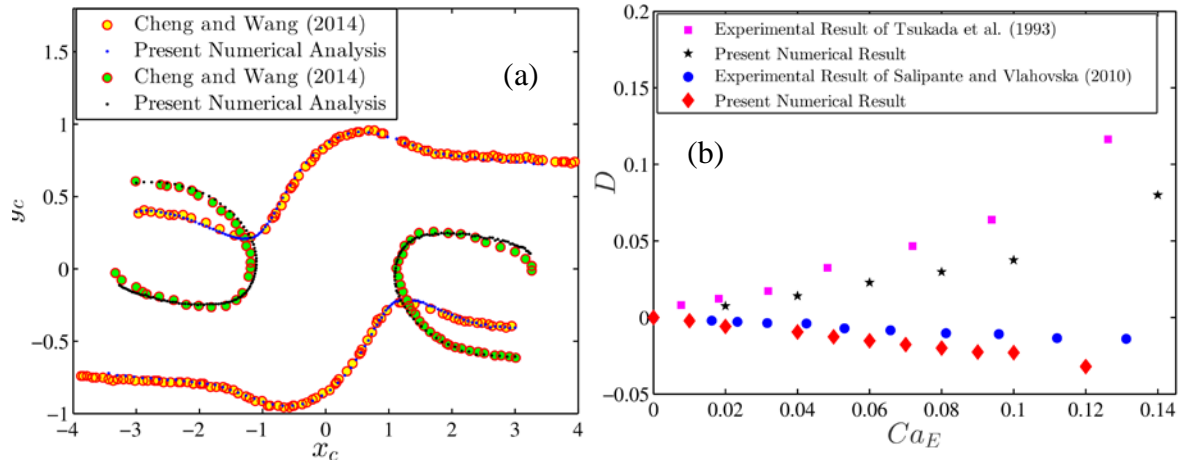 Cheng and Wang (2014)
Present Numerical Analysis
Cheng and Wang (2014)
Present Numerical Analysis
(a)
1
0.5
0
−0.5
−1
y_c
−4 −3 −2 −1 0 1 2 3 4
x_c
Experimental Result of Tsukada et al. (1993)
Present Numerical Result
Experimental Result of Salipante and Vlahovska (2010)
Present Numerical Result
(b)
0.2
0.15
0.1
0.05
0
−0.05
D
0 0.02 0.04 0.06 0.08 0.1 0.12 0.14
Ca_E